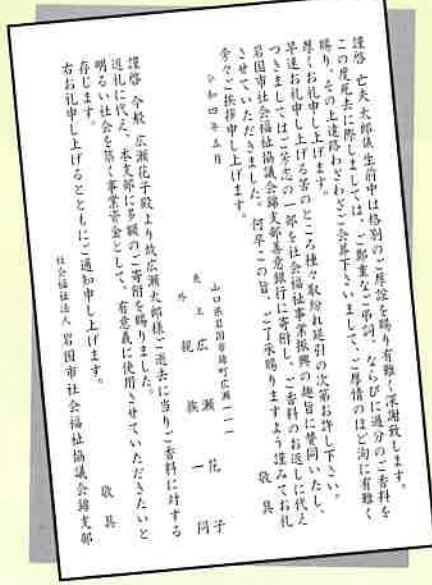 謹啓 亡夫太郎儀 生前中は格別のご厚誼を賜り有難く深謝致します。
この度死去に際しましては、ご鄭重なご弔詞、ならびに過分のご香料を
賜り、その上遠路わざわざご会葬下さいまして、ご厚情のほど洵に有難く
厚くお礼申し上げます。
早速お礼申し上げる筈のところ種々取紛れ延引の次第お許し下さい。
つきましてはご芳志の一部を社会福祉事業振興の趣旨に賛同いたし、
岩国市社会福祉協議会錦支部善意銀行に寄附し、ご香料のお返しに代え
させていただきました。何卒この旨、ご了承賜りますよう謹みてお礼
旁々ご挨拶申し上げます。
敬具
令和四年五月
山口県岩国市錦町広瀬一一一
喪主 広瀬花子
外 親族一同
謹啓 今般 広瀬花子殿より故広瀬太郎様ご逝去に当りご香料に対する
返礼に代え、本支部に多額のご寄附を賜りました。
明るい社会を築く事業資金として、有意義に使用させていただきたいと
存じます。
右お礼申し上げるとともにご通知申し上げます。
敬具
社会福祉法人 岩国市社会福祉協議会錦支部